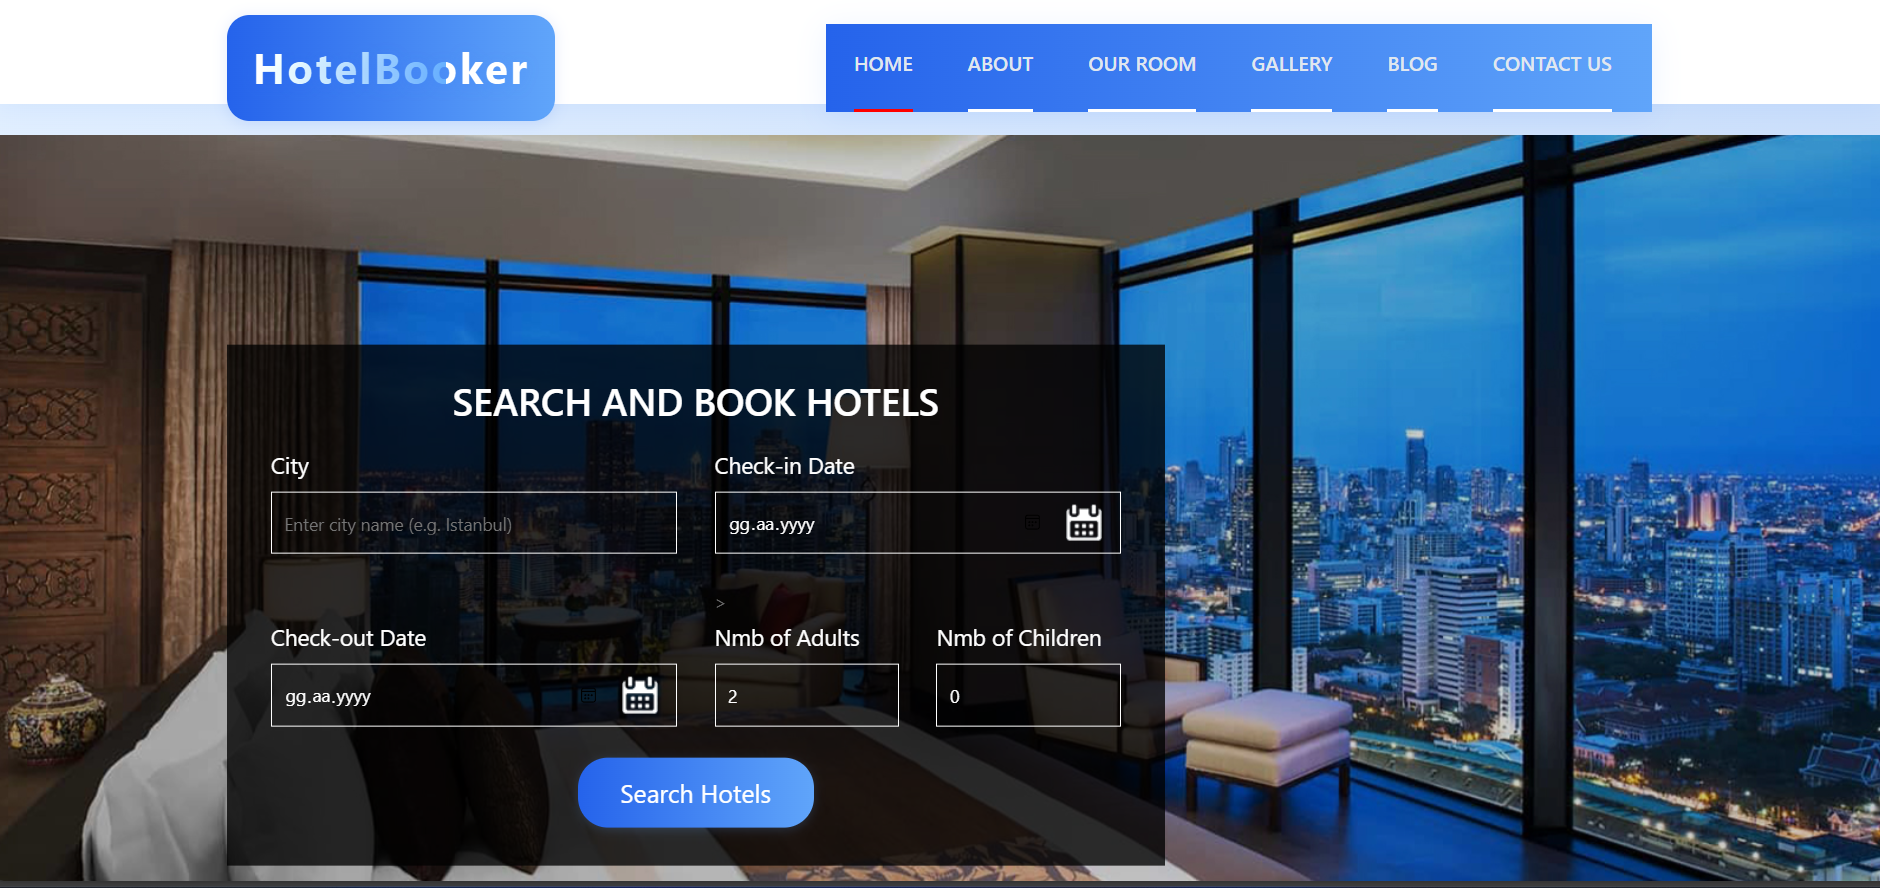 HotelBooker
HOME ABOUT OUR ROOM GALLERY BLOG CONTACT US
SEARCH AND BOOK HOTELS
City Check-in Date
Enter city name (e.g. Istanbul) gg.aa.yyyy
>
Check-out Date Nmb of Adults Nmb of Children
gg.aa.yyyy 2 0
Search Hotels